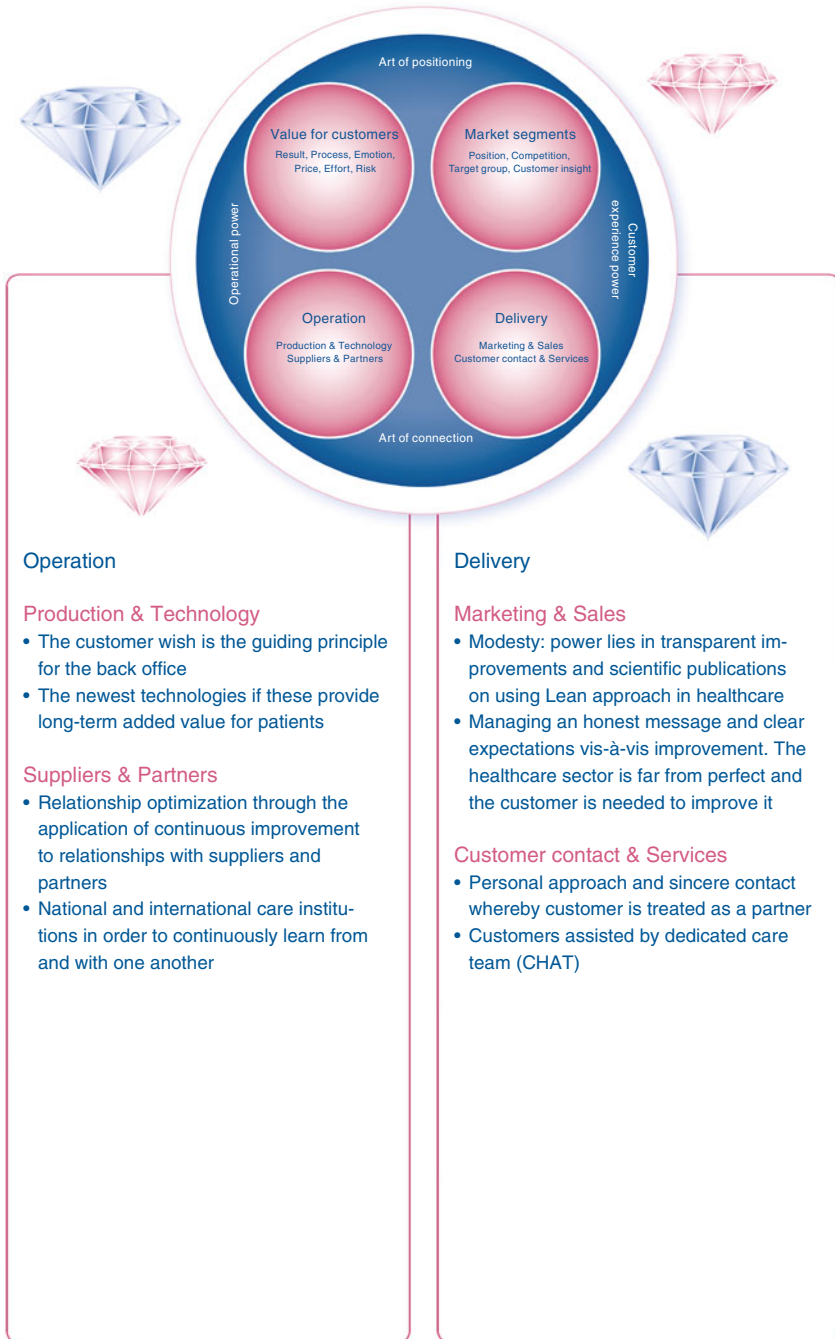 Art of positioning
Value for customers
Result, Process, Emotion,
Price, Effort, Risk
Market segments
Position, Competition,
Target group, Customer insight
Operational power
Customer
experience power
Operation
Production & Technology
Suppliers & Partners
Delivery
Marketing & Sales
Customer contact & Services
Art of connection
Operation
Production & Technology
• The customer wish is the guiding principle
for the back office
• The newest technologies if these provide
long-term added value for patients
Suppliers & Partners
• Relationship optimization through the
application of continuous improvement
to relationships with suppliers and
partners
• National and international care institu-
tions in order to continuously learn from
and with one another
Delivery
Marketing & Sales
• Modesty: power lies in transparent im-
provements and scientific publications
on using Lean approach in healthcare
• Managing an honest message and clear
expectations vis-à-vis improvement. The
healthcare sector is far from perfect and
the customer is needed to improve it
Customer contact & Services
• Personal approach and sincere contact
whereby customer is treated as a partner
• Customers assisted by dedicated care
team (CHAT)